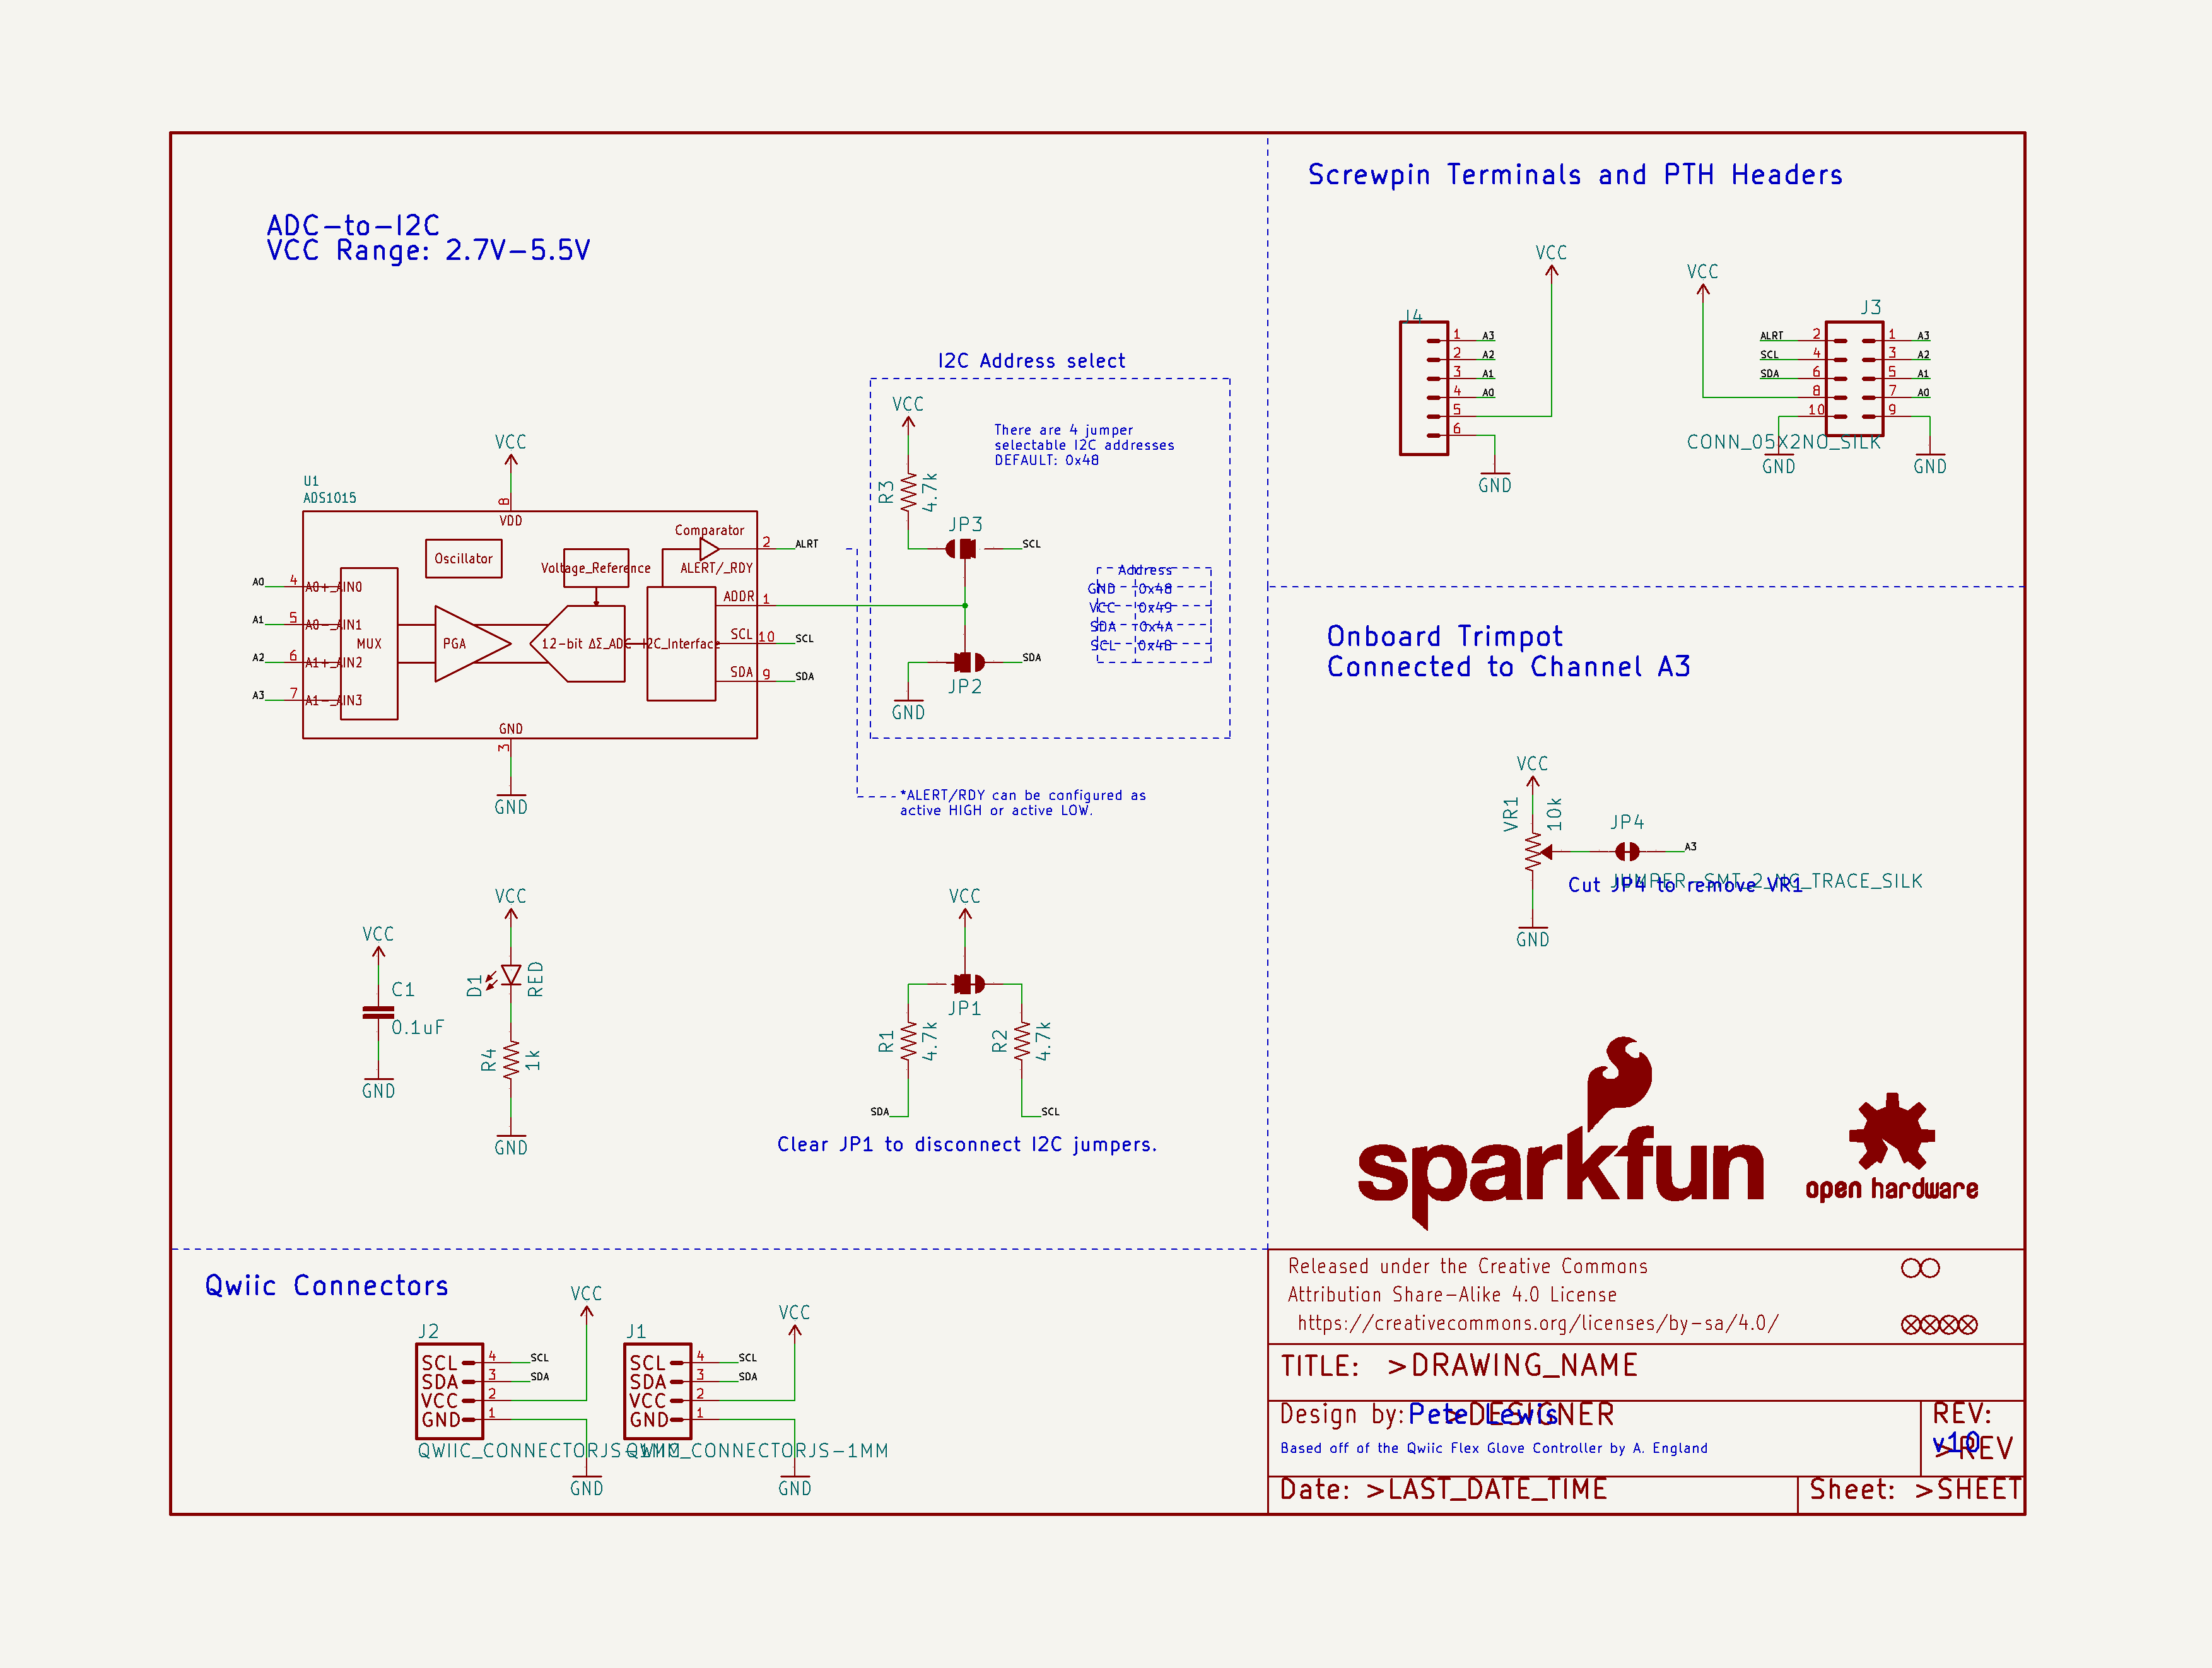 ADC-to-I2C
VCC Range: 2.7V-5.5V
I2C Address select
VCC
There are 4 jumper
selectable I2C addresses
DEFAULT: 0x48
R3
4.7k
JP3
SCL
Address
GND 0x48
VCC 0x49
SDA 0x4A
SCL 0x4B
SDA
JP2
GND
*ALERT/RDY can be configured as
active HIGH or active LOW.
VCC
U1
ADS1015
8
VDD
Comparator
Oscillator
Voltage_Reference
ALERT/_RDY
2
ALRT
A0
4
A0+_AIN0
ADDR
1
A1
5
A0-_AIN1
MUX
PGA
12-bit ΔΣ_ADC
I2C_Interface
SCL
10
SCL
A2
6
A1+_AIN2
SDA
9
SDA
A3
7
A1-_AIN3
GND
3
GND
VCC
C1
0.1uF
GND
VCC
D1
RED
R4
1k
GND
VCC
JP1
R1
4.7k
R2
4.7k
SDA
SCL
Clear JP1 to disconnect I2C jumpers.
Qwiic Connectors
VCC
J2
SCL
4
SCL
SDA
3
SDA
VCC
2
GND
1
QWIIC_CONNECTORJS-1MM
GND
VCC
J1
SCL
4
SCL
SDA
3
SDA
VCC
2
GND
1
QWIIC_CONNECTORJS-1MM
GND
Screwpin Terminals and PTH Headers
VCC
J4
1 A3
2 A2
3 A1
4 A0
5
6
GND
VCC
J3
ALRT 2 1 A3
SCL 4 3 A2
SDA 6 5 A1
8 7 A0
10 9
CONN_05X2NO_SILK
GND
GND
Onboard Trimpot
Connected to Channel A3
VCC
VR1
10k
JP4
A3
JUMPER-SMT_2_NC_TRACE_SILK
Cut JP4 to remove VR1
GND
sparkfun
open hardware
Released under the Creative Commons
Attribution Share-Alike 4.0 License
https://creativecommons.org/licenses/by-sa/4.0/
TITLE: >DRAWING_NAME
Design by: Pete Lewis
>DESIGNER
REV:
v10
>REV
Based off of the Qwiic Flex Glove Controller by A. England
Date: >LAST_DATE_TIME
Sheet: >SHEET